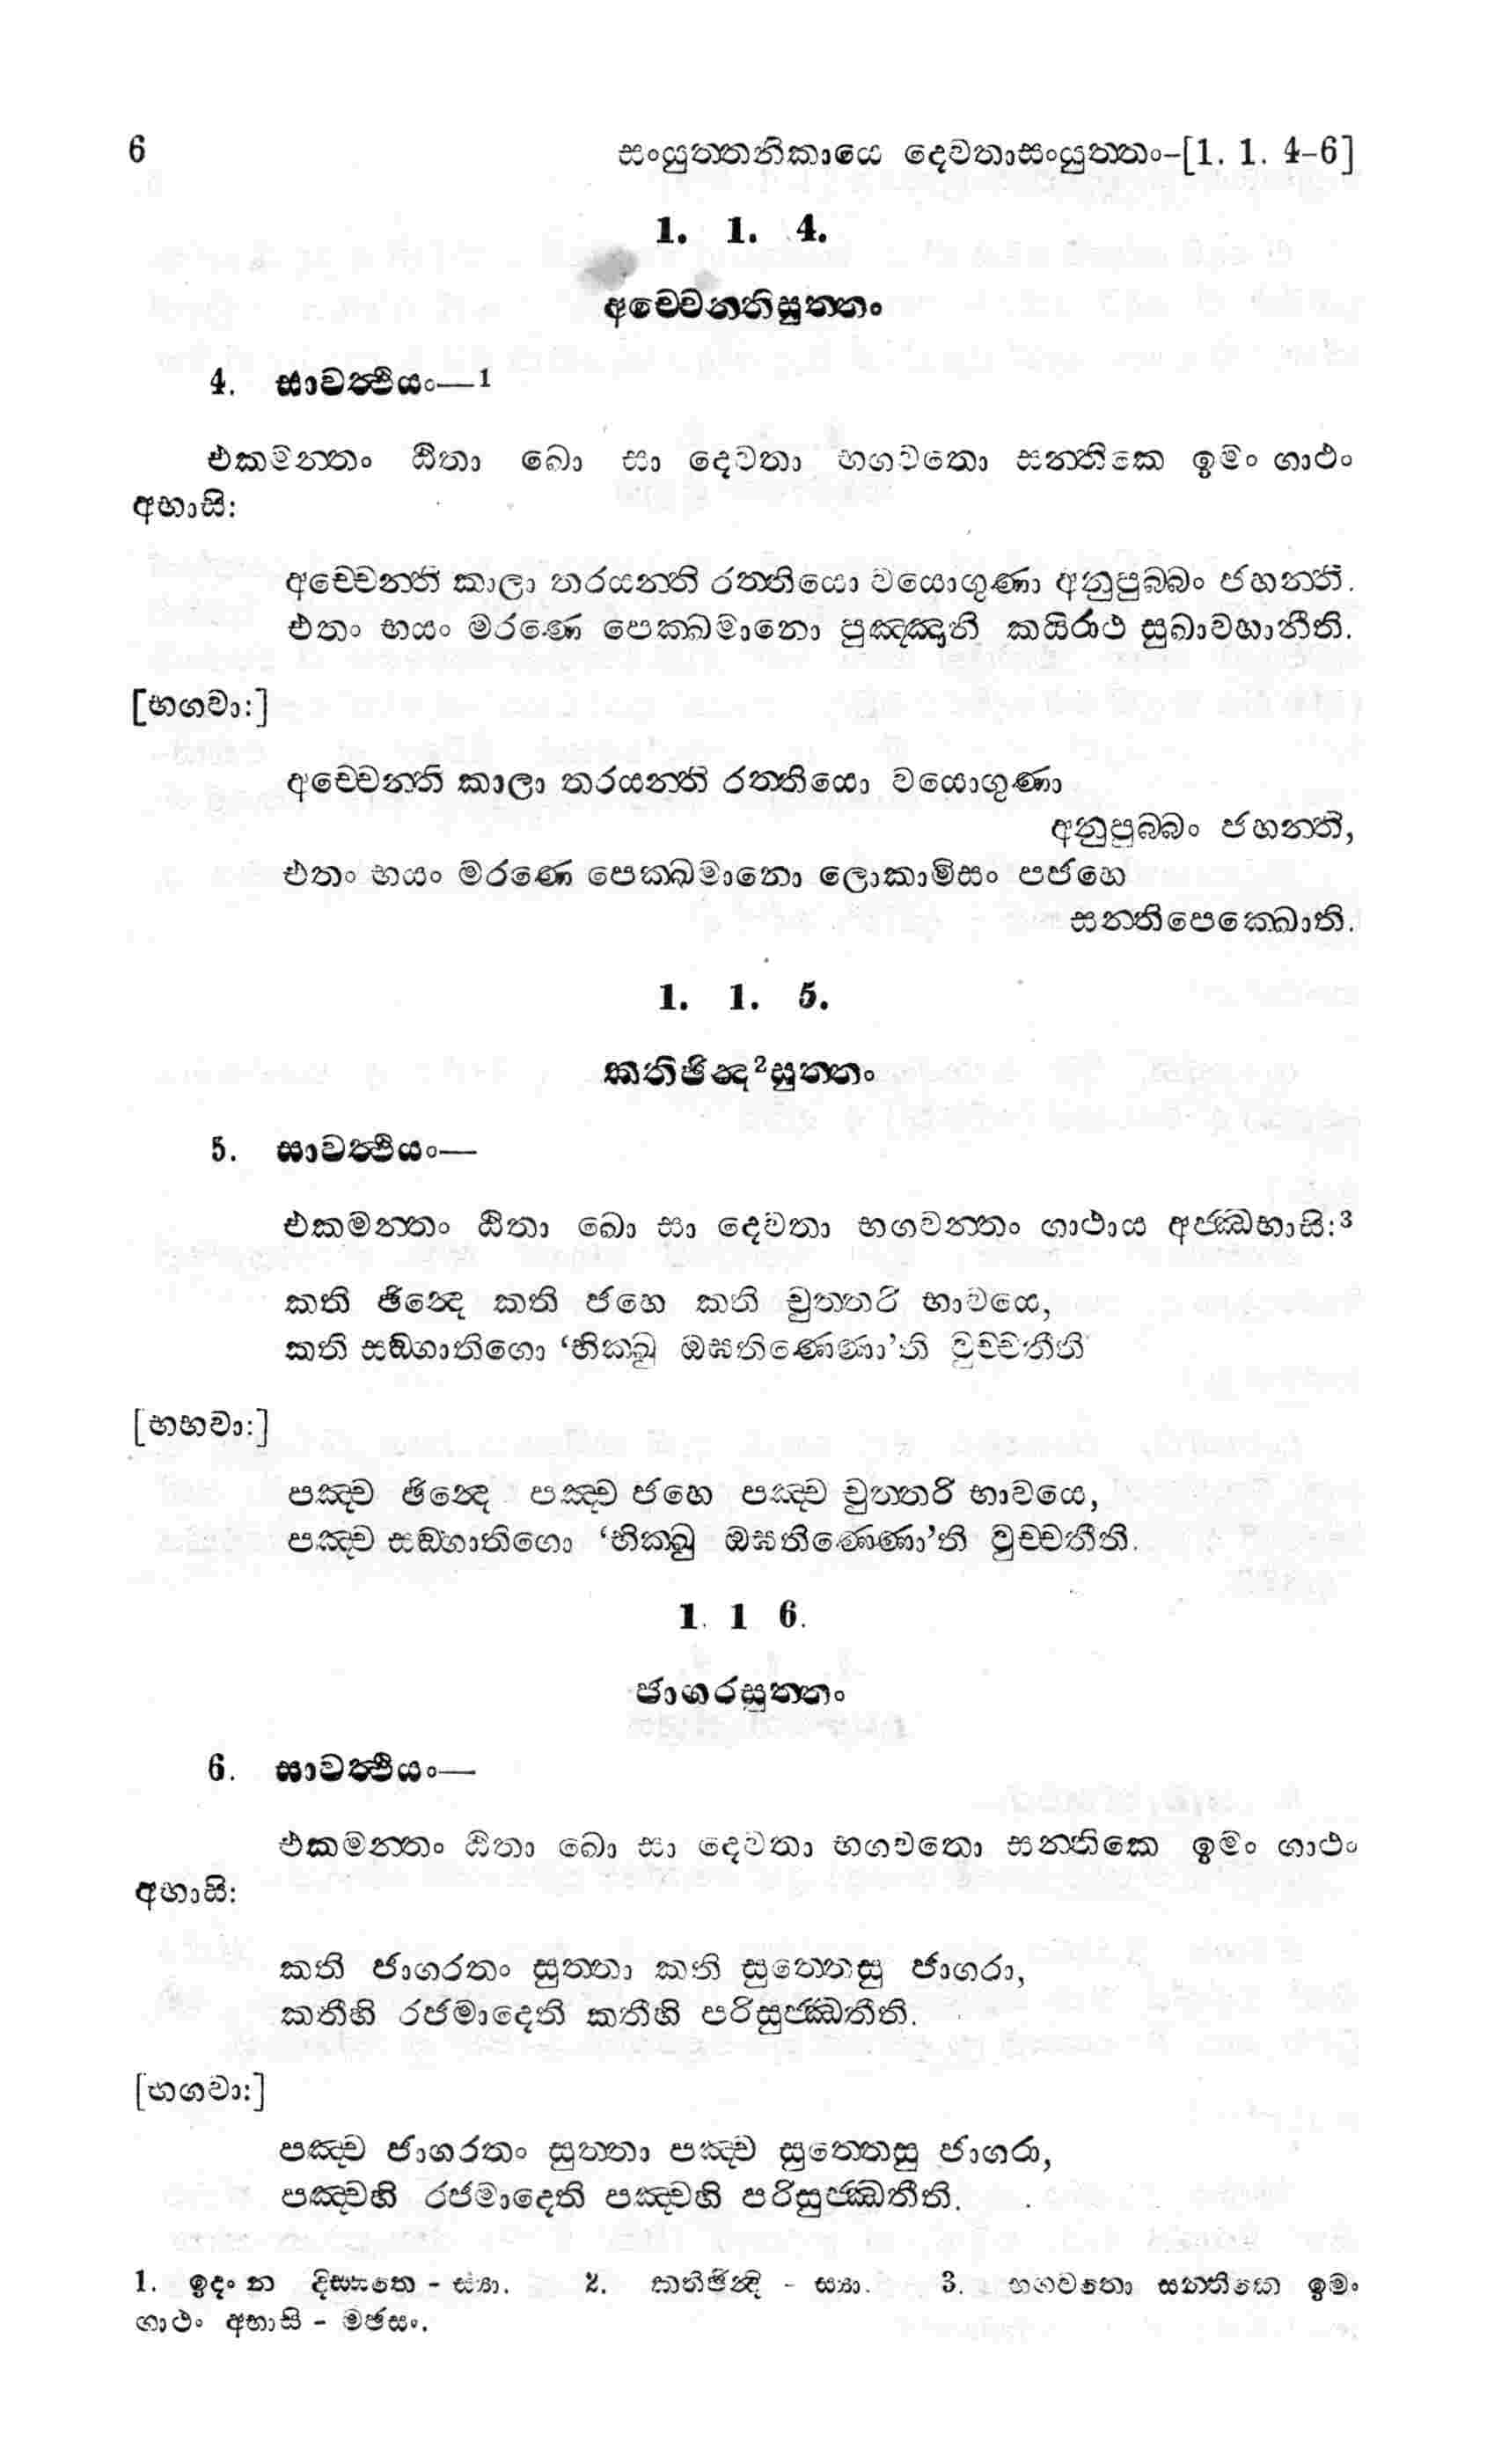 6 සංයුත්තනිකායෙ දෙවතාසංයුත්තං–[1. 1. 4–6]
1. 1. 4.
අච්චෙන්තිසුත්තං
4. සාවත්ථියං—1
එකමන්තං ඨිතා ඛො සා දෙවතා භගවතො සන්තිකෙ ඉමං ගාථං
අභාසි:
අච්චෙන්ති කාලා තරයන්ති රත්තියො වයොගුණා අනුපුබ්බං ජහන්ති.
එතං භයං මරණෙ පෙක්ඛමානො පුඤ්ඤානි කයිරාථ සුඛාවහානීති.
[භගවා:]
අච්චෙන්ති කාලා තරයන්ති රත්තියො වයොගුණා
අනුපුබ්බං ජහන්ති,
එතං භයං මරණෙ පෙක්ඛමානො ලොකාමිසං පජහෙ
සන්තිපෙක්ඛොති.
1. 1. 5.
කතිඡින්ද2සුත්තං
5. සාවත්ථියං—
එකමන්තං ඨිතා ඛො සා දෙවතා භගවන්තං ගාථාය අජ්ඣභාසි:3
කති ඡින්දෙ කති ජහෙ කති චුත්තරි භාවයෙ,
කති සඞ්ගාතිගො ‘භික්ඛු ඔඝතිණ්ණො’ති වුච්චතීති
[භභවා:]
පඤ්ච ඡින්දෙ පඤ්ච ජහෙ පඤ්ච චුත්තරි භාවයෙ,
පඤ්ච සඞ්ගාතිගො ‘භික්ඛු ඔඝතිණ්ණො’ති වුච්චතීති.
1. 1 6.
ජාගරසුත්තං
6. සාවත්ථියං—
එකමන්තං ඨිතා ඛො සා දෙවතා භගවතො සන්තිකෙ ඉමං ගාථං
අභාසි:
කති ජාගරතං සුත්තා කති සුත්තෙසු ජාගරා,
කතීහි රජමාදෙති කතීහි පරිසුජ්ඣතීති.
[භගවා:]
පඤ්ච ජාගරතං සුත්තා පඤ්ච සුත්තෙසු ජාගරා,
පඤ්චහි රජමාදෙති පඤ්චහි පරිසුජ්ඣතීති.
1. ඉදං න දිස්සතෙ - ස්‍යා. 2. කතිඡින්දි - ස්‍යා. 3. භගවතො සන්තිකෙ ඉමං
ගාථං අභාසි - මඡසං.